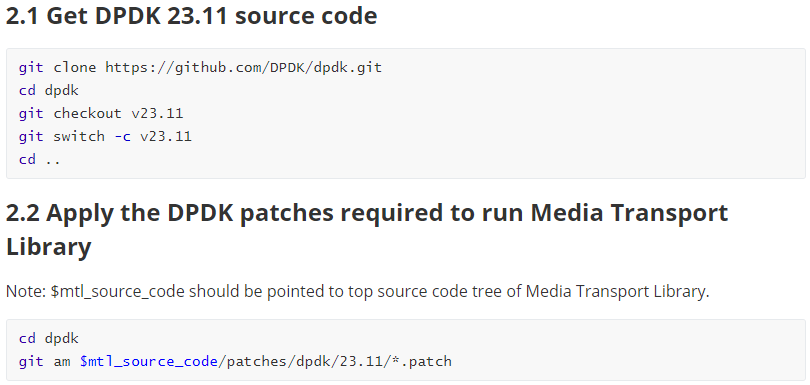 2.1 Get DPDK 23.11 source code
git clone https://github.com/DPDK/dpdk.git
cd dpdk
git checkout v23.11
git switch -c v23.11
cd ..
2.2 Apply the DPDK patches required to run Media Transport
Library
Note: $mtl_source_code should be pointed to top source code tree of Media Transport Library.
cd dpdk
git am $mtl_source_code/patches/dpdk/23.11/*.patch